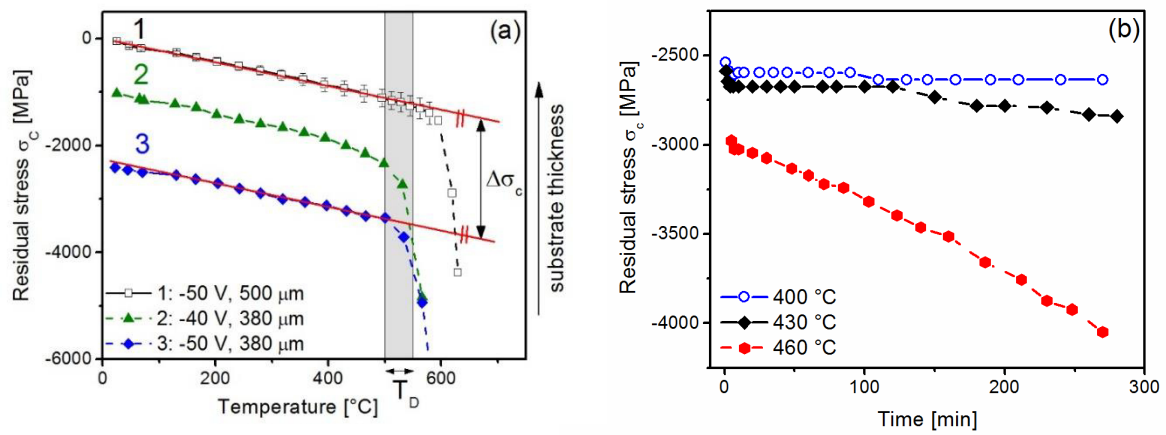 (a)
1
2
3
0
-2000
-4000
-6000
Residual stress σc [MPa]
Δσc
substrate thickness
1: -50 V, 500 μm
2: -40 V, 380 μm
3: -50 V, 380 μm
0
200
400
600
TD
Temperature [°C]
(b)
-2500
-3000
-3500
-4000
Residual stress σc [MPa]
400 °C
430 °C
460 °C
0
100
200
300
Time [min]